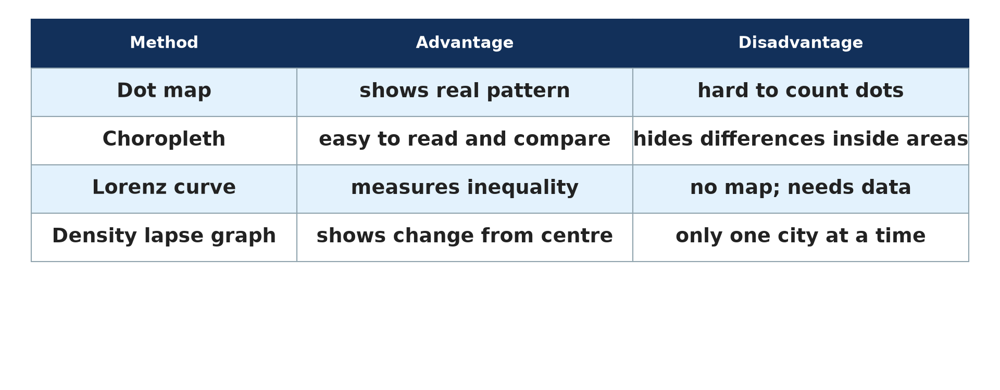 Method Advantage Disadvantage
Dot map shows real pattern hard to count dots
Choropleth easy to read and compare hides differences inside areas
Lorenz curve measures inequality no map; needs data
Density lapse graph shows change from centre only one city at a time